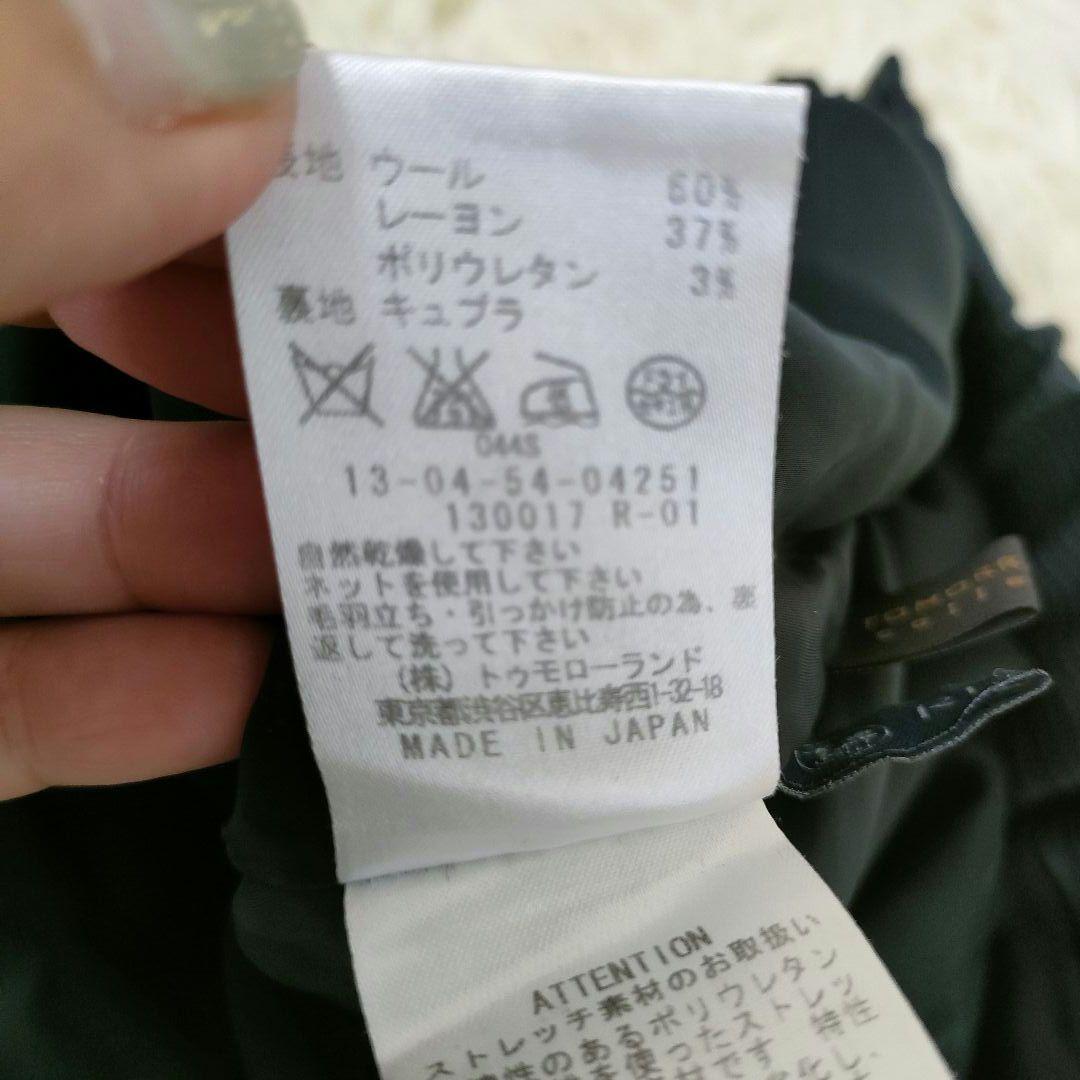 地 ウール 60%
レーヨン 37%
ポリウレタン 3%
裏地 キュプラ
044S
13-04-54-04251
130017 R-01
自然乾燥して下さい
ネットを使用して下さい
毛羽立ち・引っかけ防止の為、裏
返して洗って下さい
(株) トゥモローランド
東京都渋谷区恵比寿西1-32-18
MADE IN JAPAN
ATTENTION
ストレッチ素材のお取扱い
性のあるポリウレタン
を使ったストレッ
です 特性
化し、